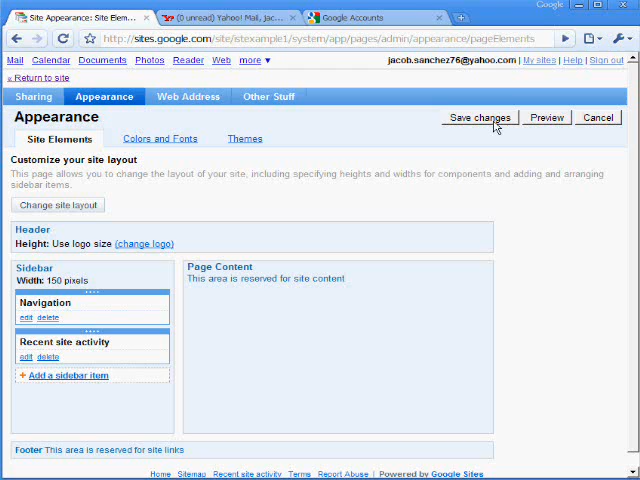 Google
Site Appearance: Site Elem... (0 unread) Yahoo! Mail, jac... Google Accounts
http://sites.google.com/site/istexample1/system/app/pages/admin/appearance/pageElements
Mail Calendar Documents Photos Reader Web more ▼ jacob.sanchez76@yahoo.com | My sites | Help | Sign out
« Return to site
Sharing Appearance Web Address Other Stuff
Appearance Save changes Preview Cancel
Site Elements Colors and Fonts Themes
Customize your site layout
This page allows you to change the layout of your site, including specifying heights and widths for components and adding and arranging
sidebar items.
Change site layout
Header
Height: Use logo size (change logo)
Sidebar
Width: 150 pixels
Navigation
edit delete
Recent site activity
edit delete
+ Add a sidebar item
Page Content
This area is reserved for site content
Footer This area is reserved for site links
Home Sitemap Recent site activity Terms Report Abuse | Powered by Google Sites